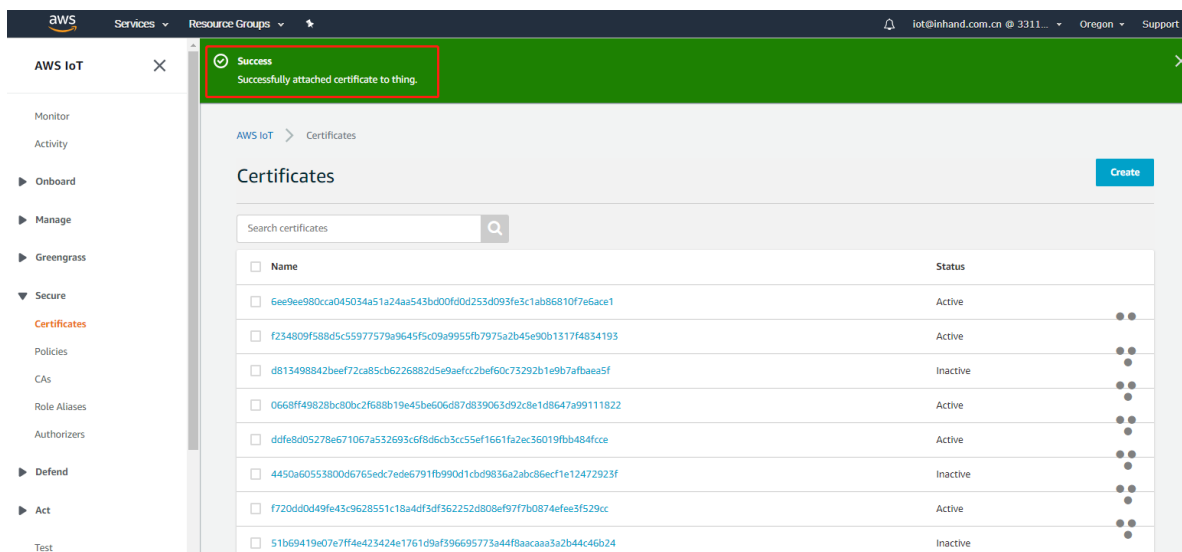 aws Services Resource Groups iot@inhand.com.cn @ 3311... Oregon Support
AWS IoT
Monitor
Activity
Onboard
Manage
Greengrass
Secure
Certificates
Policies
CAs
Role Aliases
Authorizers
Defend
Act
Test
Success
Successfully attached certificate to thing.
AWS IoT Certificates
Certificates
Create
Search certificates
Name Status
6ee9ee980cca045034a51a24aa543bd00fd0d253d093fe3c1ab86810f7e6ace1 Active
f234809f588d5c55977579a9645f5c09a9955fb7975a2b45e90b1317f4834193 Active
d813498842beef72ca85cb6226882d5e9aefcc2bef60c73292b1e9b7afbaea5f Inactive
0668ff49828bc80bc2f688b19e45be606d87d839063d92c8e1d8647a99111822 Active
ddfe8d05278e671067a532693c6f8d6cb3cc55ef1661fa2ec36019fbb484fcce Active
4450a60553800d6765edc7ede6791fb990d1cbd9836a2abc86ecf1e12472923f Inactive
f720dd0d49fe43c9628551c18a4df3df362252d808ef97f7b0874efee3f529cc Active
51b69419e07e7ff4e423424e1761d9af396695773a44f8aacaaa3a2b44c46b24 Inactive